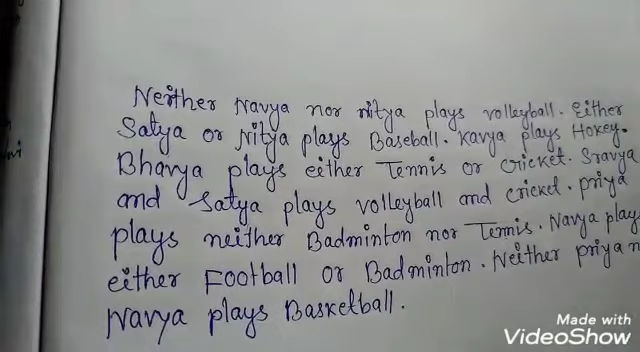 Neither Navya nor Nitya plays volleyball. Either
Satya or Nitya plays Baseball. Kavya plays Hokey.
Bhavya plays either Tennis or cricket. Sravya
and Satya plays volleyball and cricket. Priya
plays neither Badminton nor Tennis. Navya play
either Football or Badminton. Neither priya n
Navya plays Basketball.
Made with
VideoShow